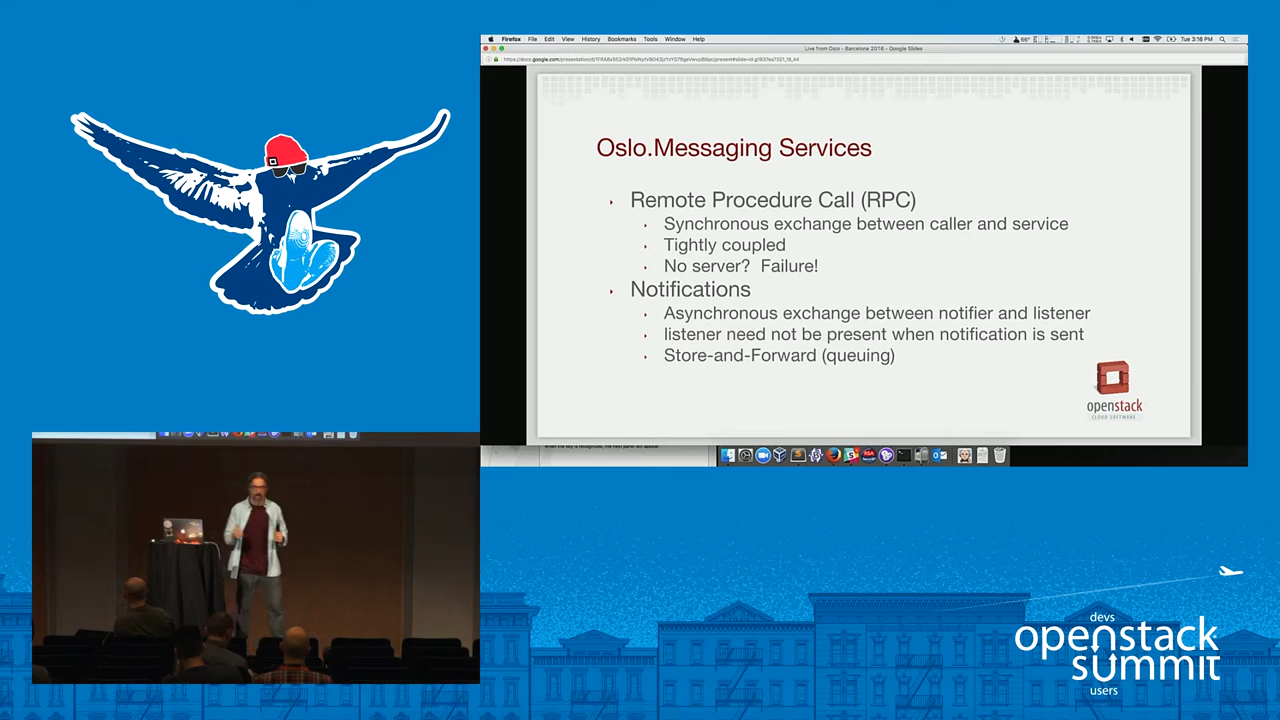 Firefox File Edit View History Bookmarks Tools Window Help
66° Tue 3:16 PM
Live from Oslo - Barcelona 2016 - Google Slides
Oslo.Messaging Services
Remote Procedure Call (RPC)
Synchronous exchange between caller and service
Tightly coupled
No server? Failure!
Notifications
Asynchronous exchange between notifier and listener
listener need not be present when notification is sent
Store-and-Forward (queuing)
openstack
CLOUD SOFTWARE
RSA
devs
openstack
summit
users